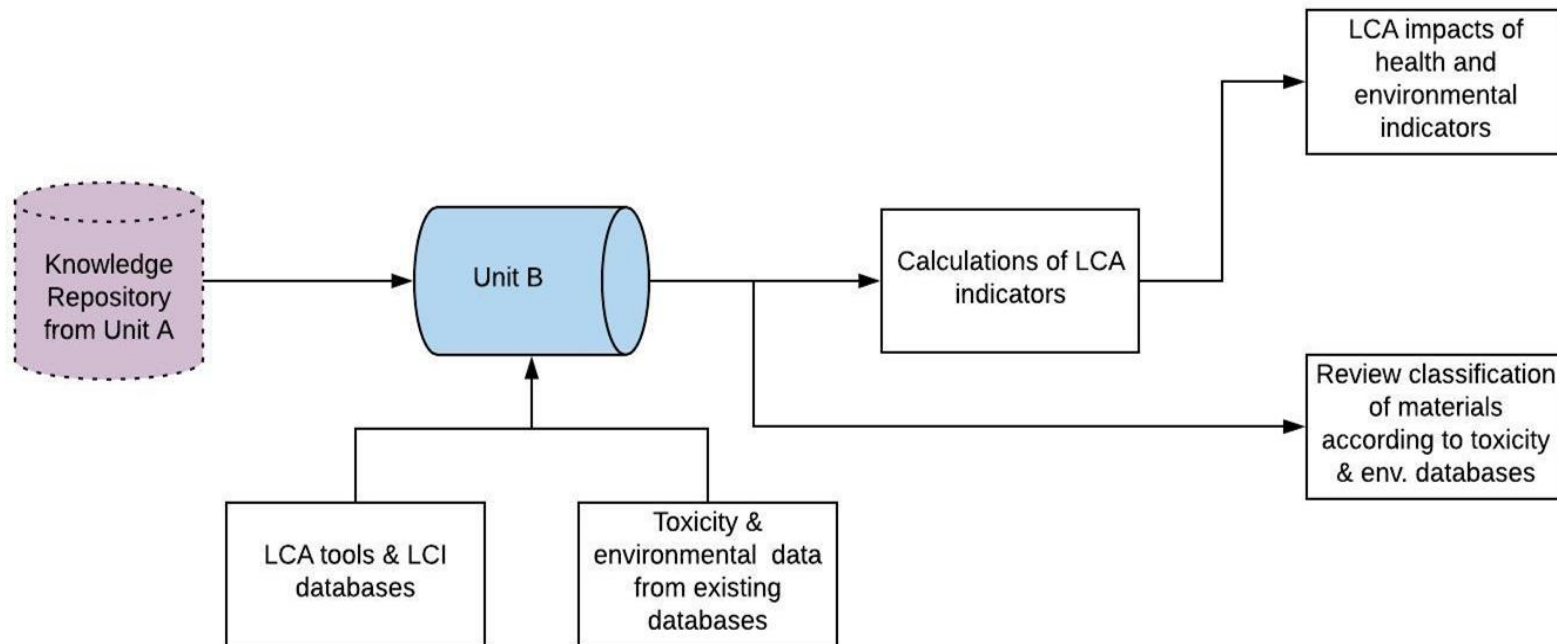 LCA impacts of
health and
environmental
indicators
Knowledge
Repository
from Unit A
Unit B
Calculations of LCA
indicators
Review classification
of materials
according to toxicity
& env. databases
LCA tools & LCI
databases
Toxicity &
environmental data
from existing
databases